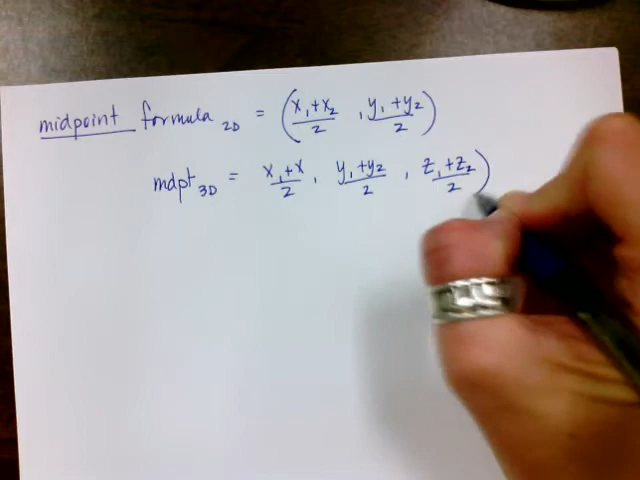 midpoint formula 2D = ( x₁+x₂/2 , y₁+y₂/2 )
mdpt 3D = x₁+x/2 , y₁+y₂/2 , z₁+z₂/2 )